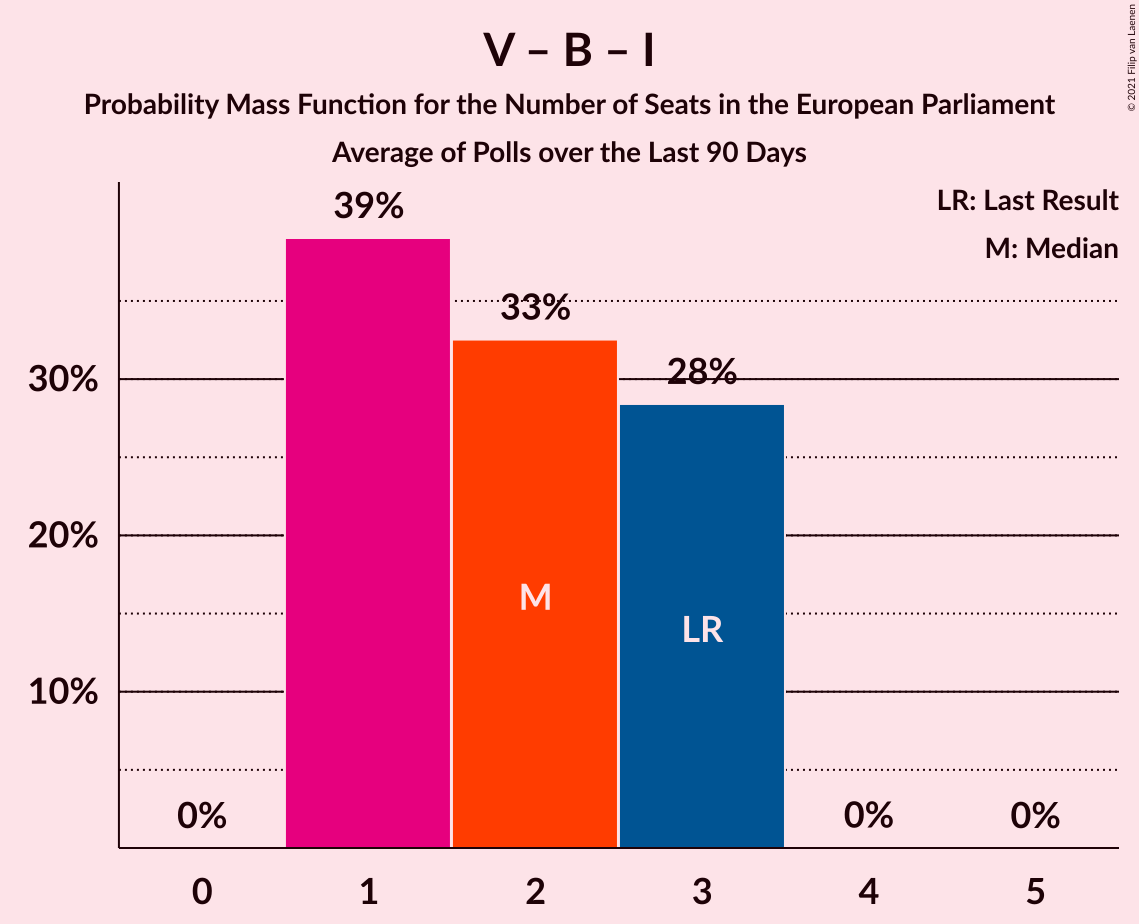 V – B – I
Probability Mass Function for the Number of Seats in the European Parliament
Average of Polls over the Last 90 Days
© 2021 Filip van Laenen
LR: Last Result
M: Median
39%
33%
28%
30%
20%
10%
M
LR
0%
0%
0%
0
1
2
3
4
5